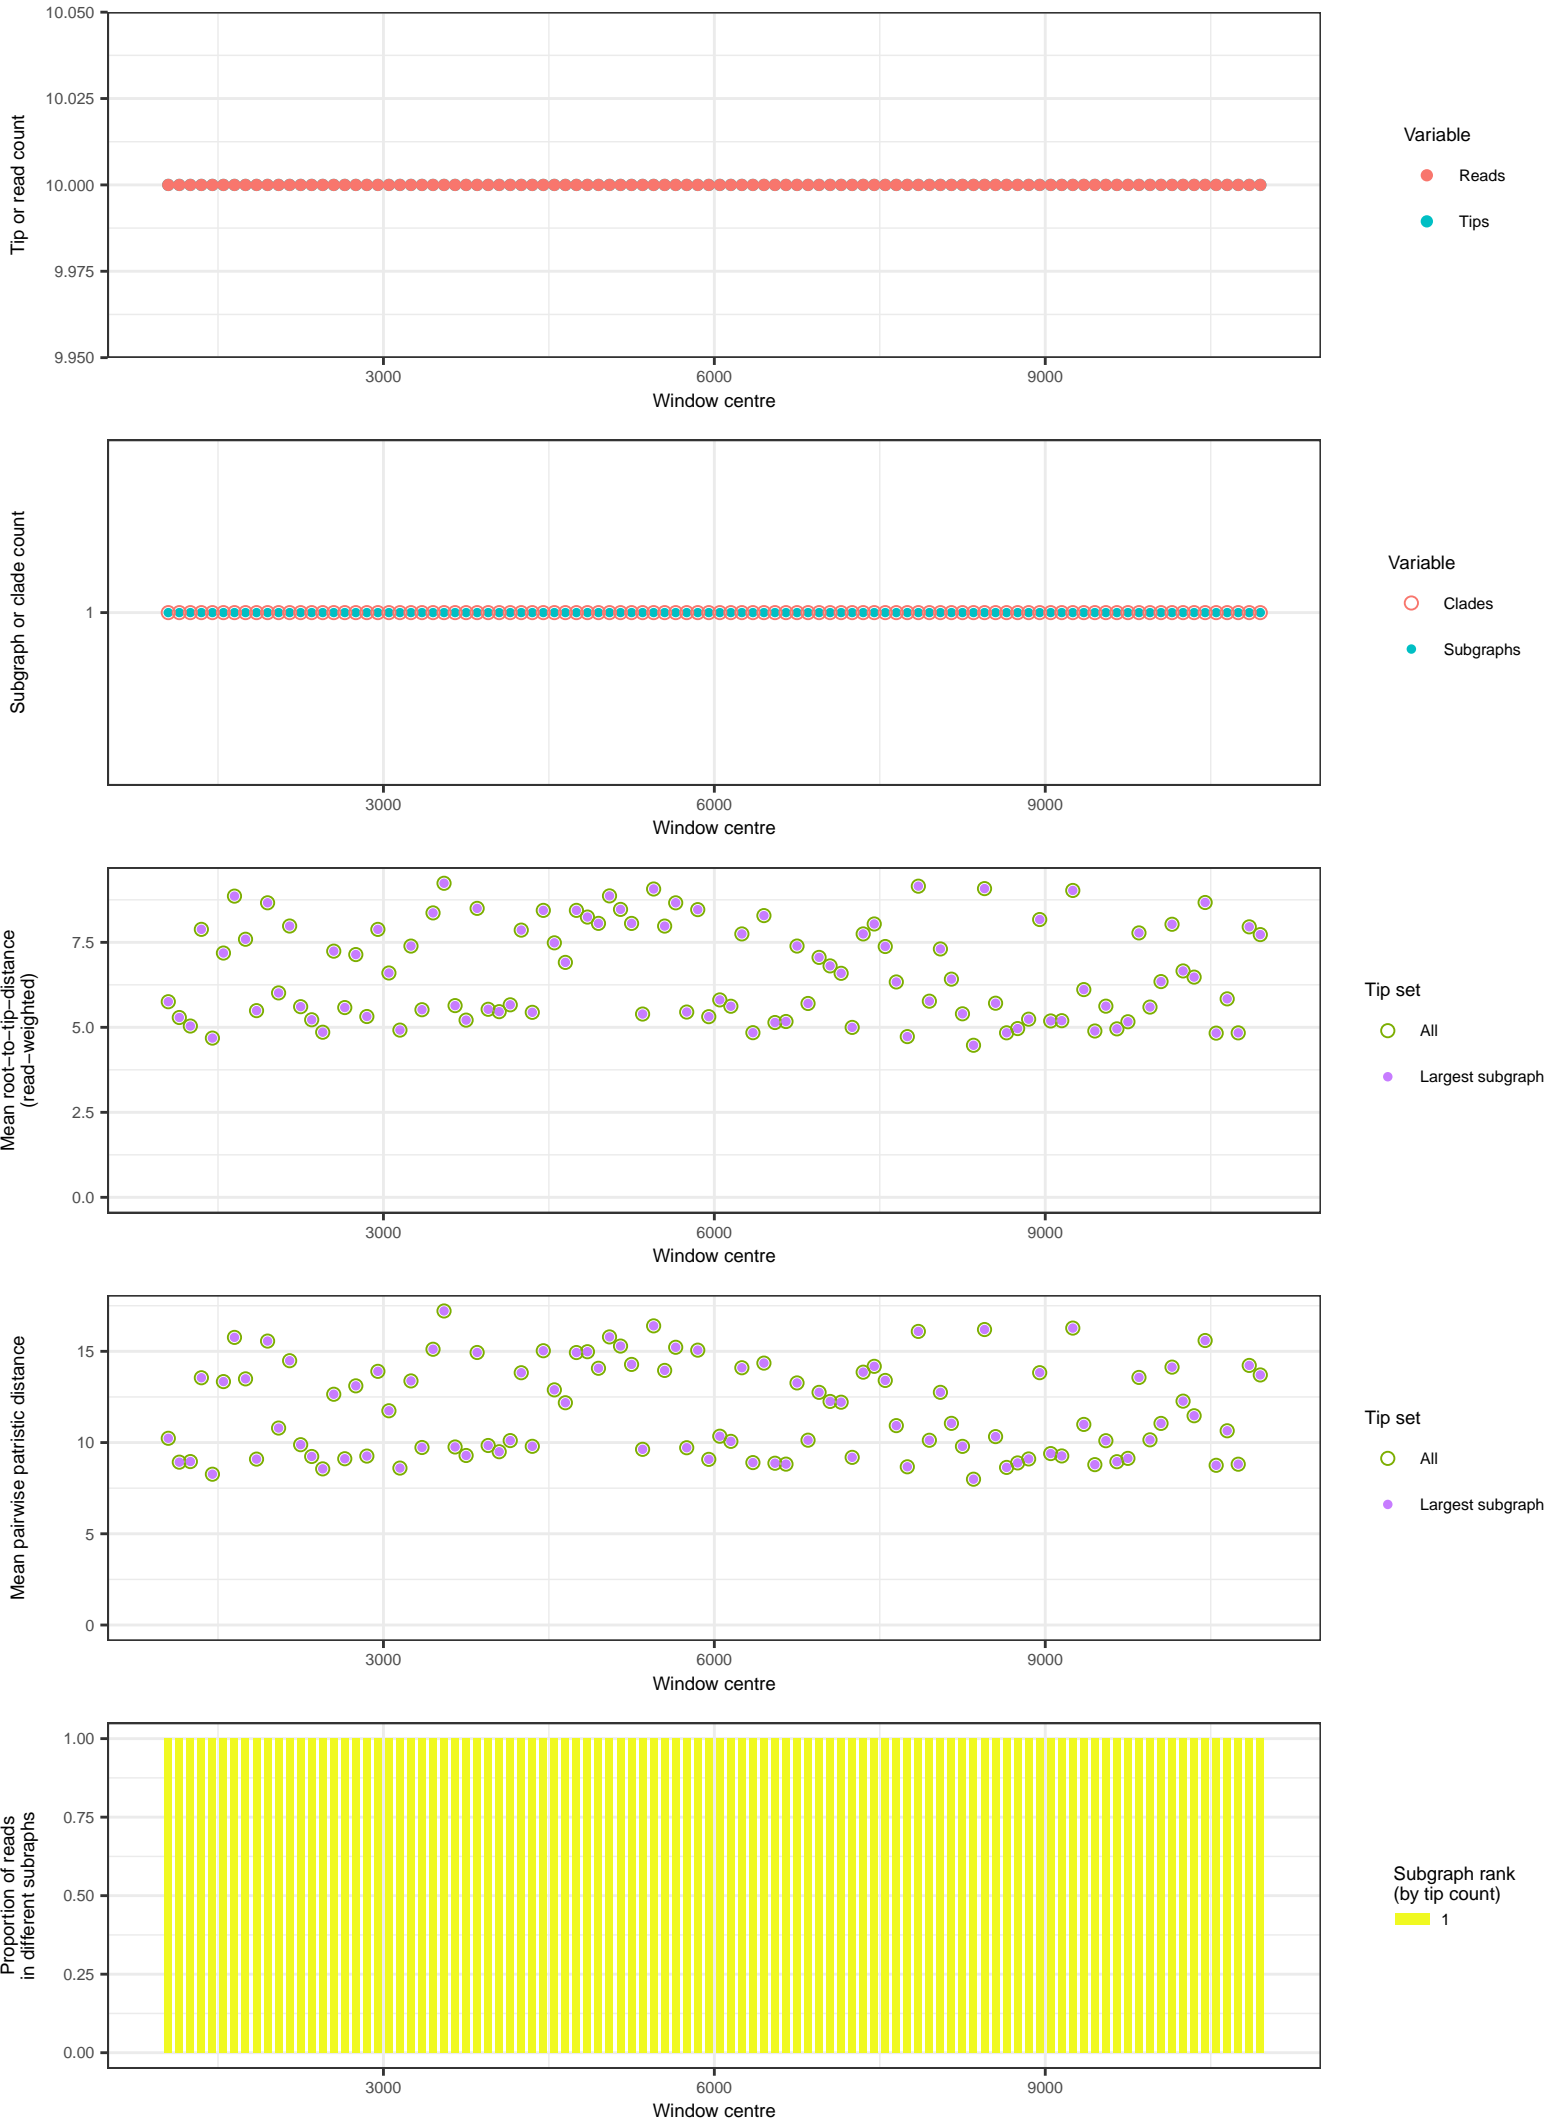 10.050
10.025
10.000
9.975
9.950
Tip or read count
3000
6000
9000
Window centre
Variable
Reads
Tips
1
Subgraph or clade count
3000
6000
9000
Window centre
Variable
Clades
Subgraphs
7.5
5.0
2.5
0.0
Mean root−to−tip−distance
(read−weighted)
3000
6000
9000
Window centre
Tip set
All
Largest subgraph
15
10
5
0
Mean pairwise patristic distance
3000
6000
9000
Window centre
Tip set
All
Largest subgraph
1.00
0.75
0.50
0.25
0.00
Proportion of reads
in different subraphs
3000
6000
9000
Window centre
Subgraph rank
(by tip count)
1